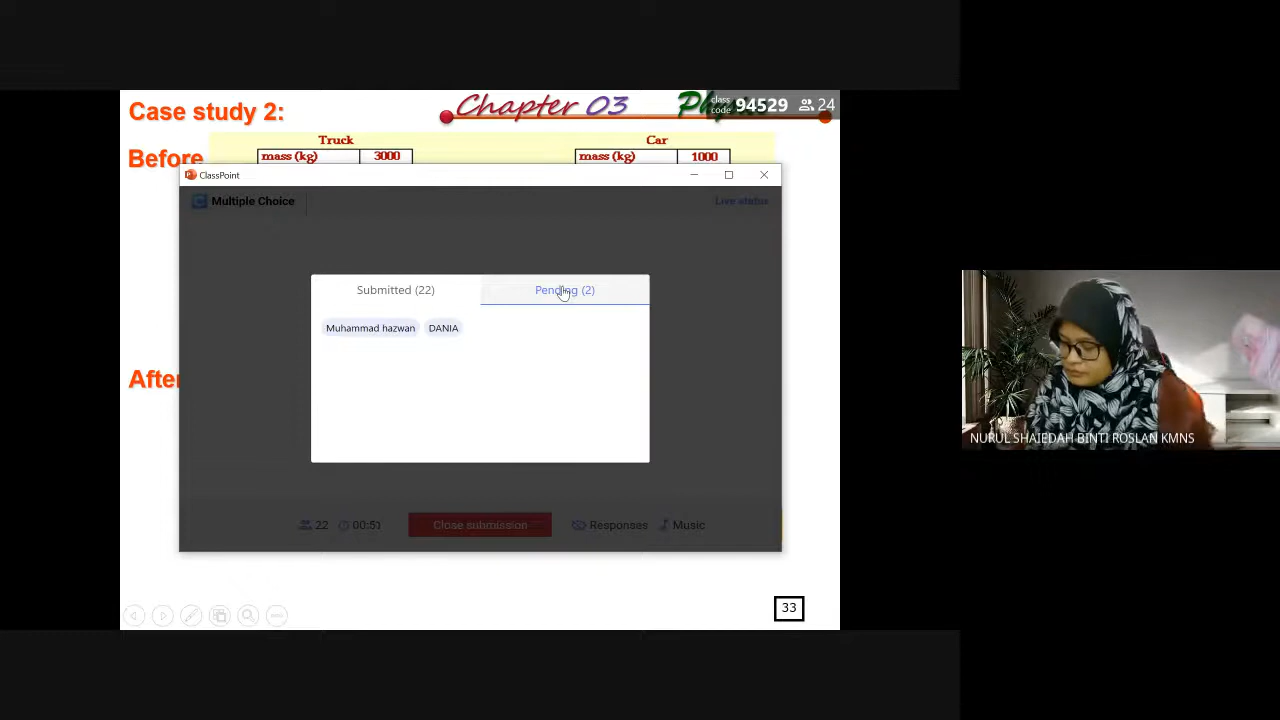 Case study 2:
Chapter 03
class code 94529 24
Truck
Car
Before
mass (kg) 3000
mass (kg) 1000
ClassPoint
Multiple Choice
Live status
Submitted (22)
Pending (2)
Muhammad hazwan DANIA
After
22 00:51 Close submission Responses Music
33
NURUL SHAIEDAH BINTI ROSLAN KMNS